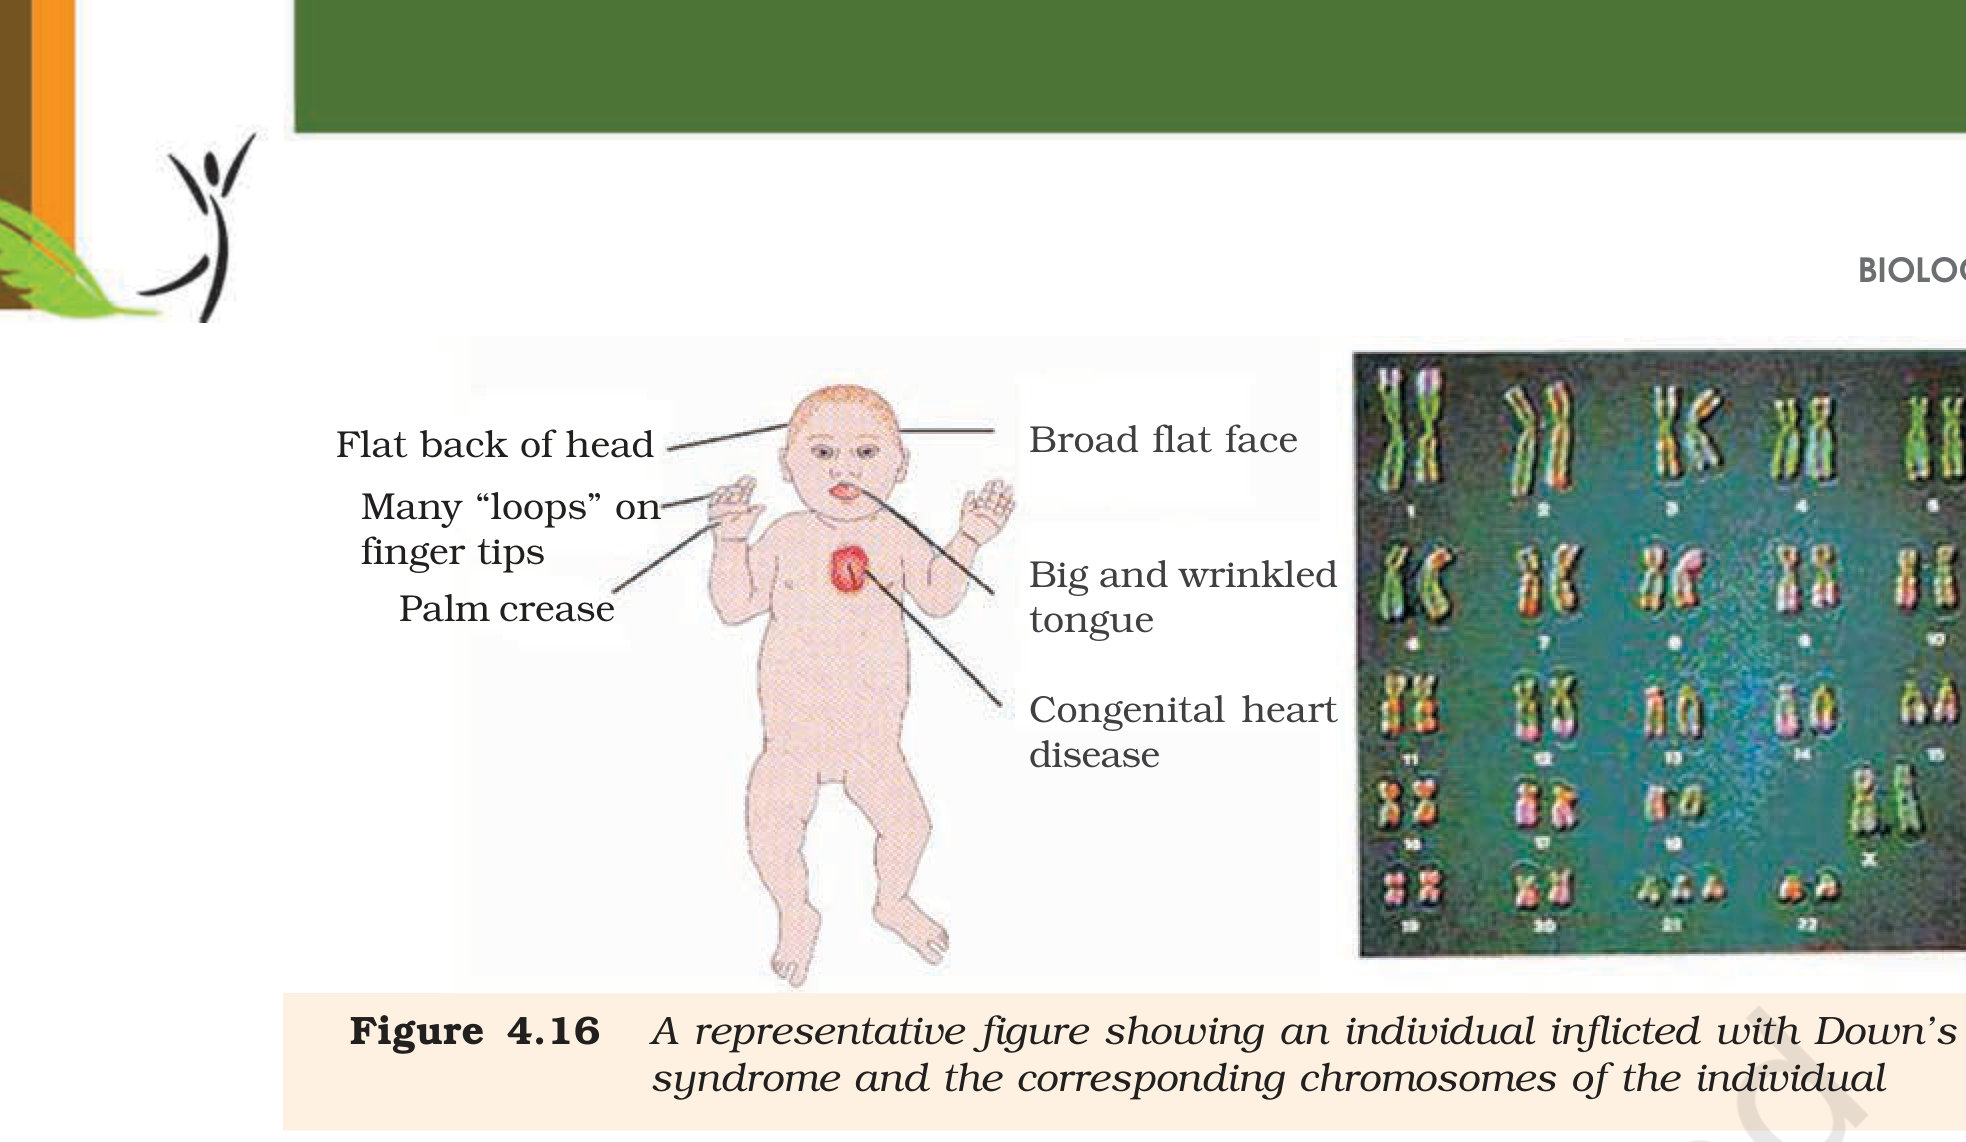 BIOLOG
Flat back of head
Many “loops” on
finger tips
Palm crease
Broad flat face
Big and wrinkled
tongue
Congenital heart
disease
1 2 3 4 5
6 7 8 9 10
11 12 13 14 15
16 17 18 X
19 20 21 22
Figure 4.16 A representative figure showing an individual inflicted with Down’s
syndrome and the corresponding chromosomes of the individual
d